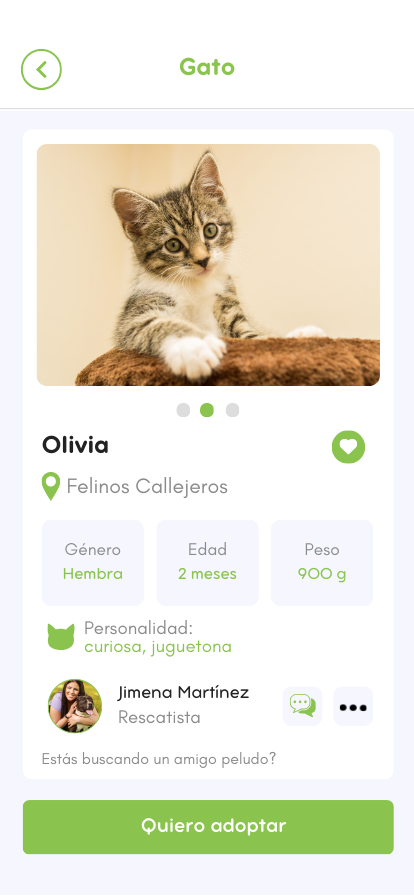 Gato
Olivia
Felinos Callejeros
Género
Hembra
Edad
2 meses
Peso
900 g
Personalidad:
curiosa, juguetona
Jimena Martínez
Rescatista
Estás buscando un amigo peludo?
Quiero adoptar